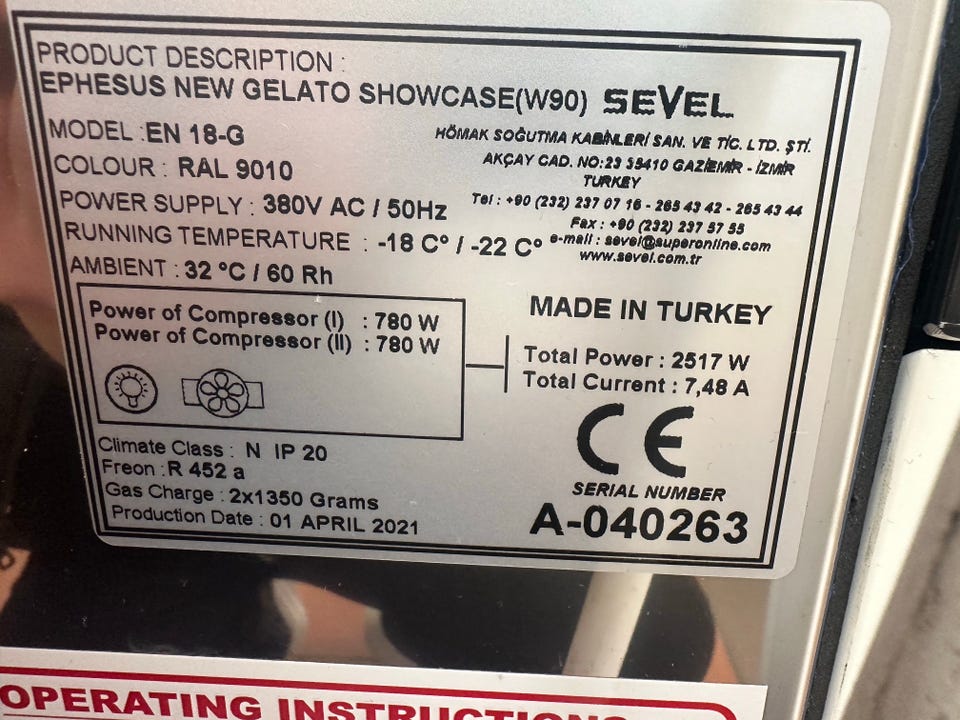 PRODUCT DESCRIPTION :
EPHESUS NEW GELATO SHOWCASE(W90) SEVEL
MODEL :EN 18-G
HÖMAK SOĞUTMA KABİNLERİ SAN. VE TİC. LTD. ŞTİ.
COLOUR : RAL 9010
AKÇAY CAD. NO:23 35410 GAZİEMİR - İZMİR
TURKEY
POWER SUPPLY : 380V AC / 50Hz
Tel : +90 (232) 237 07 16 - 265 43 42 - 265 43 44
Fax : +90 (232) 237 57 55
RUNNING TEMPERATURE : -18 C° / -22 C°
e-mail : sevel@superonline.com
www.sevel.com.tr
AMBIENT : 32 °C / 60 Rh
MADE IN TURKEY
Power of Compressor (I) : 780 W
Power of Compressor (II) : 780 W
Total Power : 2517 W
Total Current : 7,48 A
CE
Climate Class : N IP 20
Freon : R 452 a
Gas Charge : 2x1350 Grams
Production Date : 01 APRIL 2021
SERIAL NUMBER
A-040263
OPERATING INSTRUCTIONS